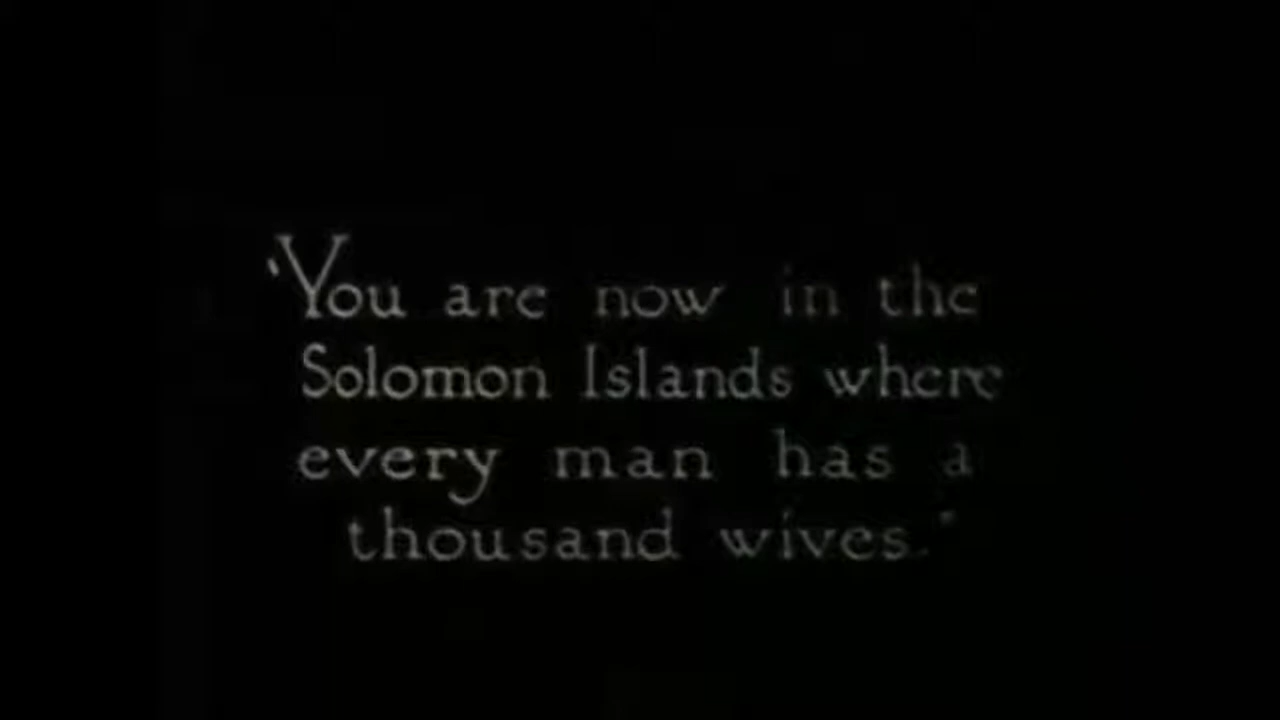 "You are now in the
Solomon Islands where
every man has a
thousand wives."